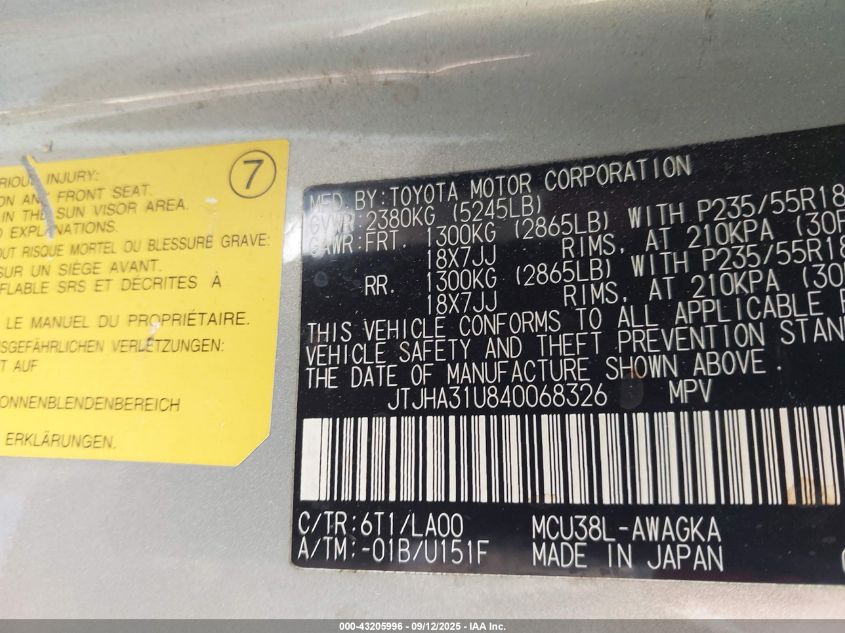 7
RIOUS INJURY:
ON AND FRONT SEAT.
S IN THE SUN VISOR AREA.
D EXPLANATIONS.
OUT RISQUE MORTEL OU BLESSURE GRAVE:
SUR UN SIÈGE AVANT.
FLABLE SRS ET DÉCRITES À
LE MANUEL DU PROPRIÉTAIRE.
SGEFÄHRLICHEN VERLETZUNGEN:
T AUF
ONNENBLENDENBEREICH
ERKLÄRUNGEN.
MFD. BY: TOYOTA MOTOR CORPORATION
GVWR: 2380KG (5245LB)
GAWR: FRT. 1300KG (2865LB) WITH P235/55R18
18X7JJ RIMS, AT 210KPA (30P
RR. 1300KG (2865LB) WITH P235/55R18
18X7JJ RIMS, AT 210KPA (30
THIS VEHICLE CONFORMS TO ALL APPLICABLE F
VEHICLE SAFETY AND THEFT PREVENTION STAN
THE DATE OF MANUFACTURE SHOWN ABOVE.
JTJHA31U840068326 MPV
C/TR: 6T1/LA00 MCU38L-AWAGKA
A/TM: -01B/U151F MADE IN JAPAN
000-43205996 - 09/12/2025 - IAA Inc.